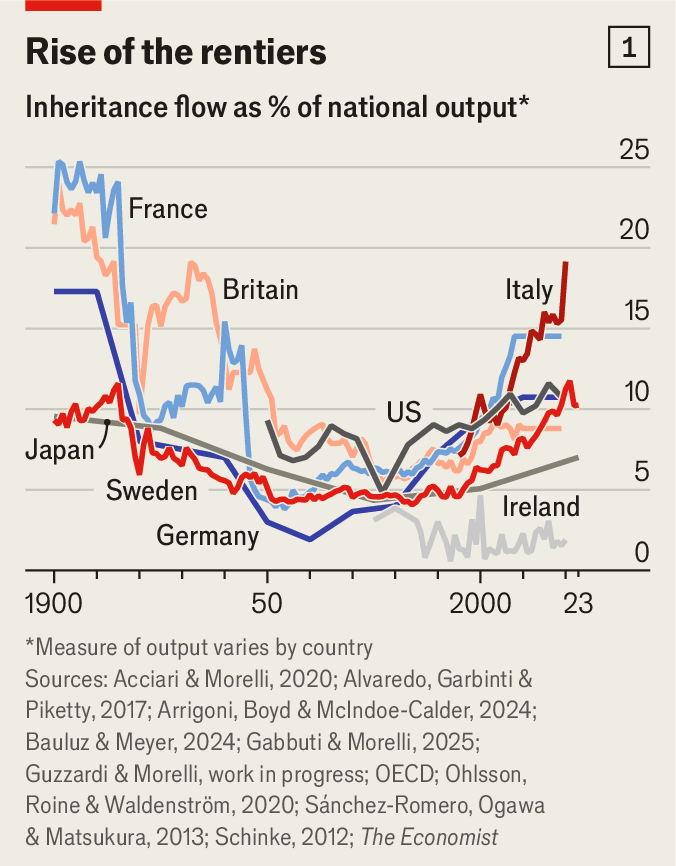 Rise of the rentiers
1
Inheritance flow as % of national output*
25
France
20
Britain
Italy
15
US
10
Japan
Sweden
5
Ireland
Germany
0
1900
50
2000
23
*Measure of output varies by country
Sources: Acciari & Morelli, 2020; Alvaredo, Garbinti &
Piketty, 2017; Arrigoni, Boyd & McIndoe-Calder, 2024;
Bauluz & Meyer, 2024; Gabbuti & Morelli, 2025;
Guzzardi & Morelli, work in progress; OECD; Ohlsson,
Roine & Waldenström, 2020; Sánchez-Romero, Ogawa
& Matsukura, 2013; Schinke, 2012; The Economist